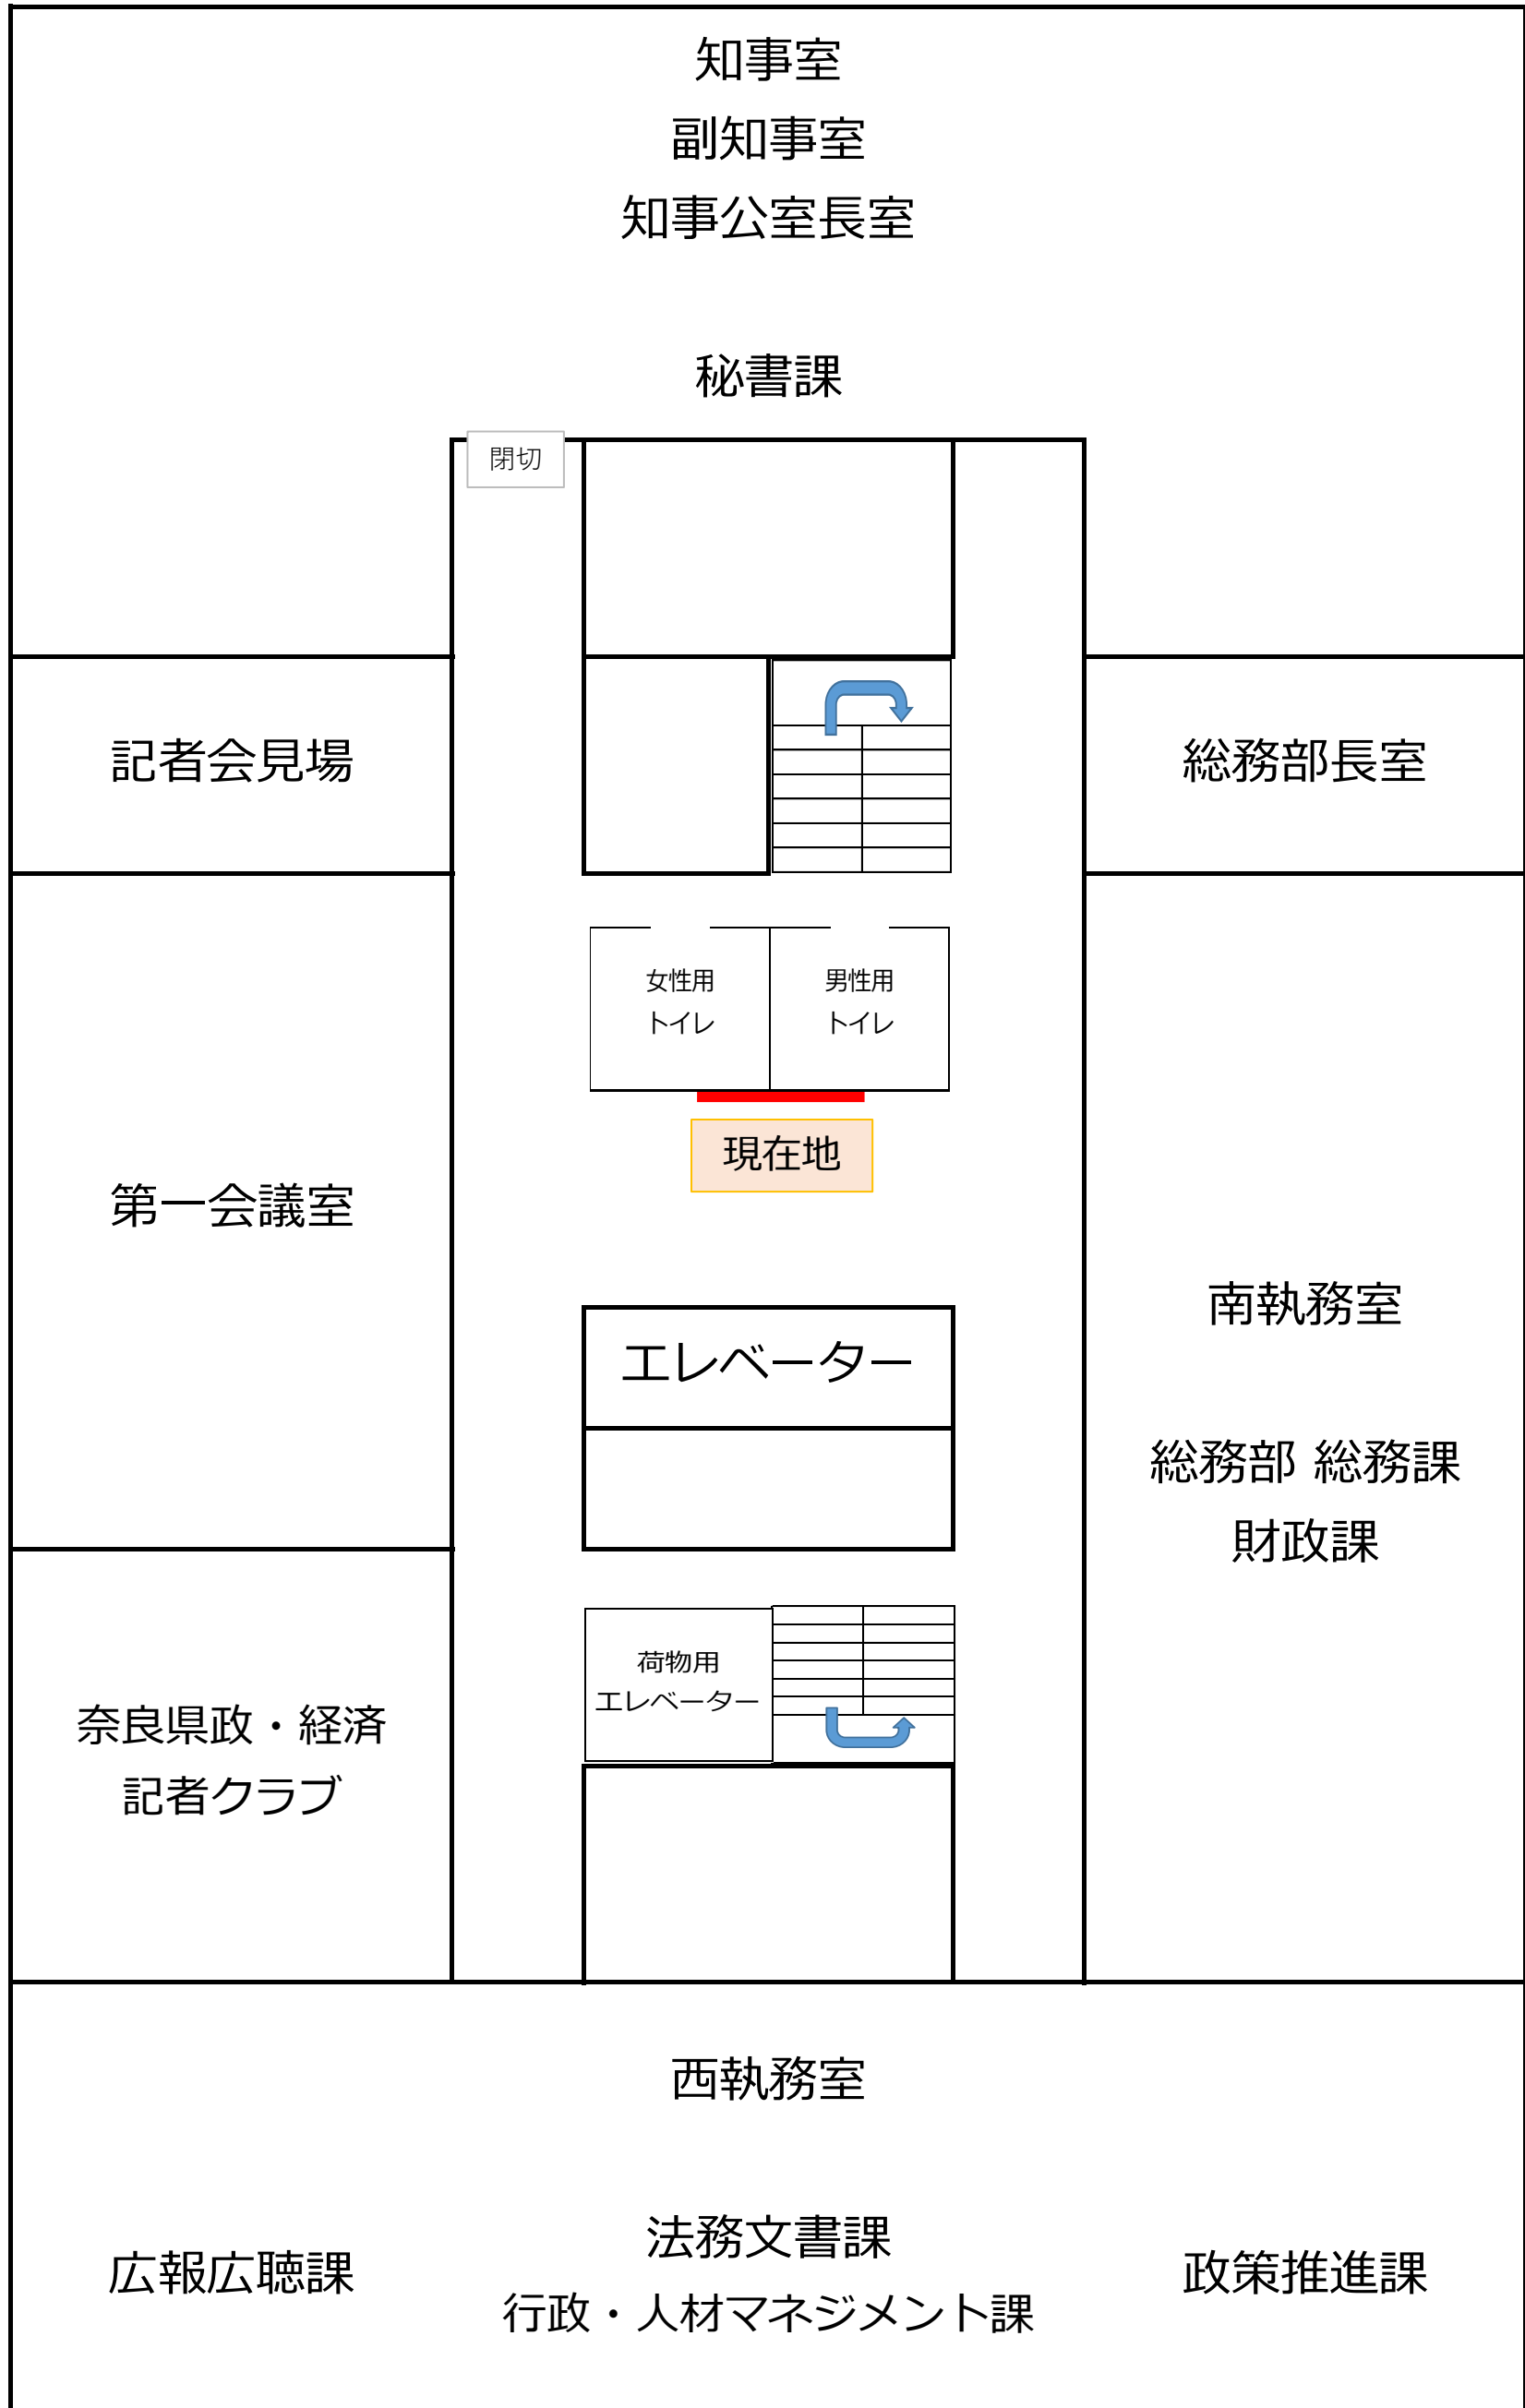 知事室
副知事室
知事公室長室
秘書課
閉切
記者会見場
総務部長室
女性用
トイレ
男性用
トイレ
現在地
第一会議室
南執務室
エレベーター
総務部 総務課
財政課
荷物用
エレベーター
奈良県政・経済
記者クラブ
西執務室
法務文書課
広報広聴課
政策推進課
行政・人材マネジメント課